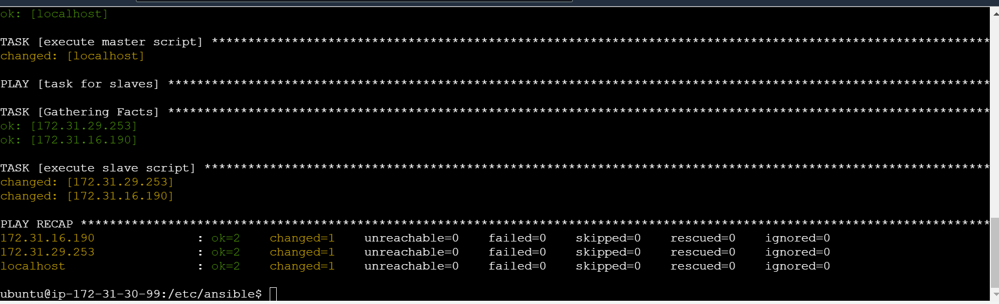 ok: [localhost]
TASK [execute master script] ***********************************************************************************************************
changed: [localhost]
PLAY [task for slaves] *****************************************************************************************************************
TASK [Gathering Facts] *****************************************************************************************************************
ok: [172.31.29.253]
ok: [172.31.16.190]
TASK [execute slave script] ************************************************************************************************************
changed: [172.31.29.253]
changed: [172.31.16.190]
PLAY RECAP *****************************************************************************************************************************
172.31.16.190              : ok=2    changed=1    unreachable=0    failed=0    skipped=0    rescued=0    ignored=0
172.31.29.253              : ok=2    changed=1    unreachable=0    failed=0    skipped=0    rescued=0    ignored=0
localhost                  : ok=2    changed=1    unreachable=0    failed=0    skipped=0    rescued=0    ignored=0
ubuntu@ip-172-31-30-99:/etc/ansible$